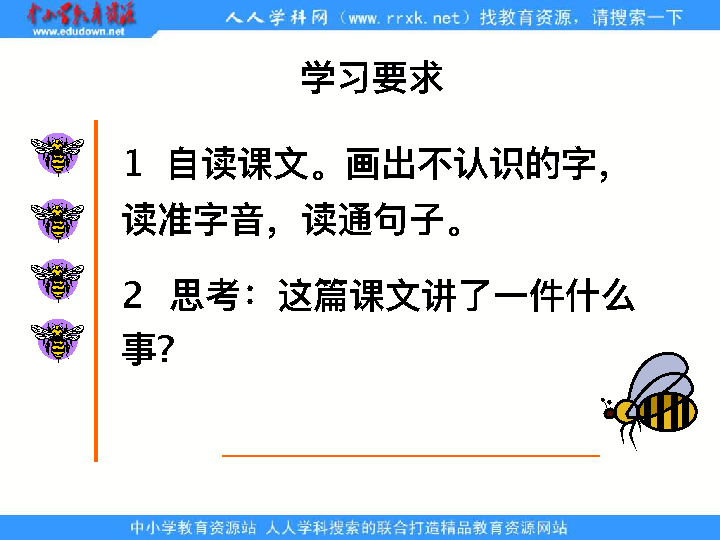 中小学教育资源
www.edudown.net
人人学科网（www.rrxk.net）找教育资源，请搜索一下
学习要求
1 自读课文。画出不认识的字，
读准字音，读通句子。
2 思考：这篇课文讲了一件什么
事？
中小学教育资源站 人人学科搜索的联合打造精品教育资源网站